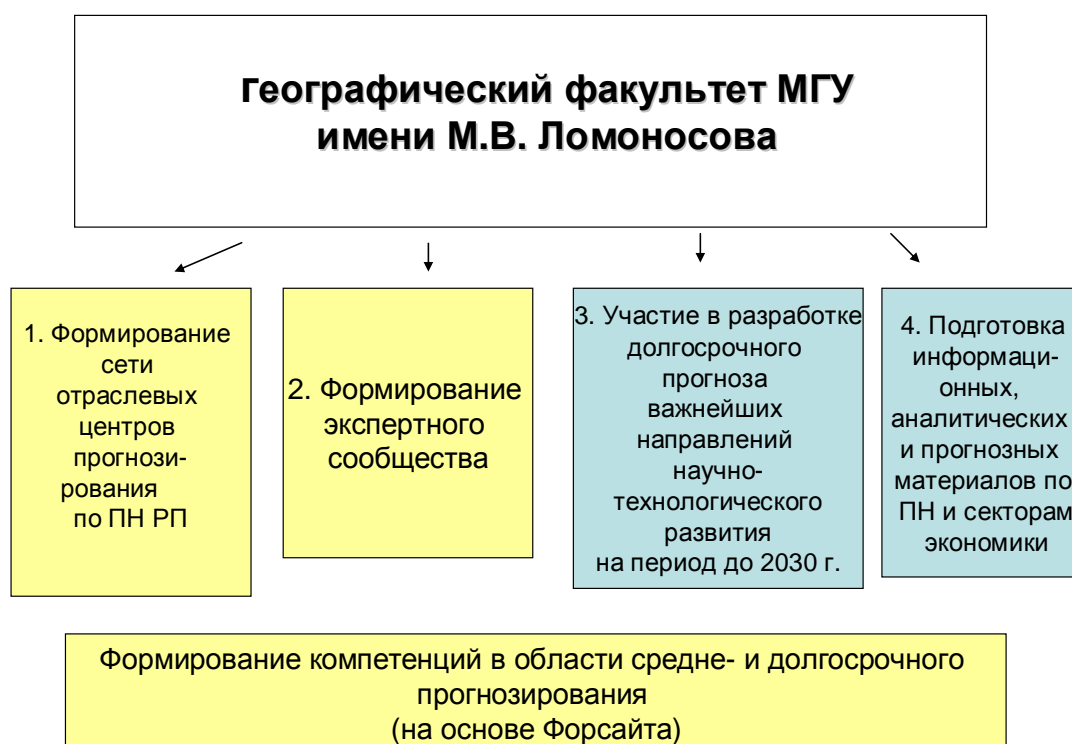 Географический факультет МГУ
имени М.В. Ломоносова
1. Формирование
сети
отраслевых
центров
прогнози-
рования
по ПН РП
2. Формирование
экспертного
сообщества
3. Участие в разработке
долгосрочного
прогноза
важнейших
направлений
научно-
технологического
развития
на период до 2030 г.
4. Подготовка
информаци-
онных,
аналитических
и прогнозных
материалов по
ПН и секторам
экономики
Формирование компетенций в области средне- и долгосрочного
прогнозирования
(на основе Форсайта)